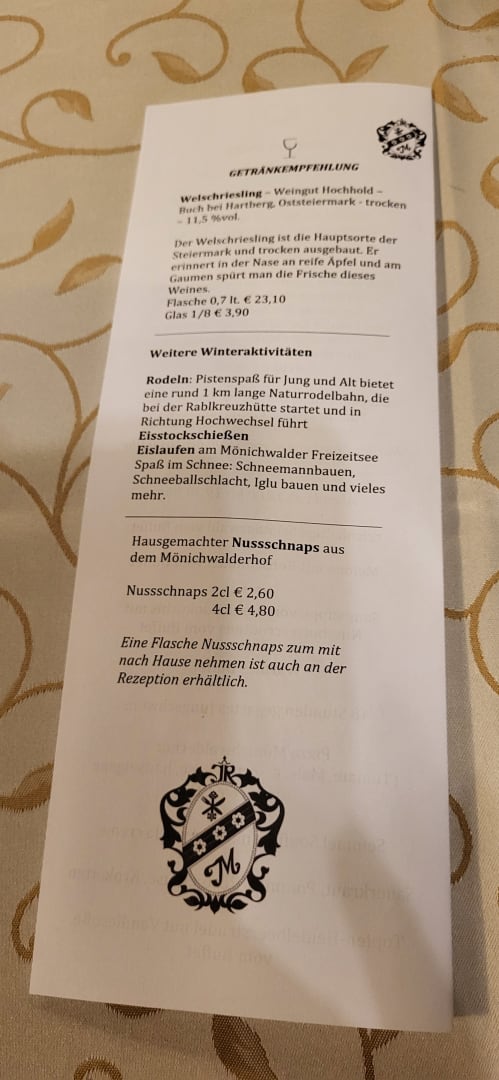 GETRÄNKEMPFEHLUNG
Welschriesling – Weingut Hochhold –
Buch bei Hartberg, Oststeiermark - trocken
– 11,5 %vol.
Der Welschriesling ist die Hauptsorte der
Steiermark und trocken ausgebaut. Er
erinnert in der Nase an reife Äpfel und am
Gaumen spürt man die Frische dieses
Weines.
Flasche 0,7 lt. € 23,10
Glas 1/8 € 3,90
Weitere Winteraktivitäten
Rodeln: Pistenspaß für Jung und Alt bietet
eine rund 1 km lange Naturrodelbahn, die
bei der Rablkreuzhütte startet und in
Richtung Hochwechsel führt
Eisstockschießen
Eislaufen am Mönichwalder Freizeitsee
Spaß im Schnee: Schneemannbauen,
Schneeballschlacht, Iglu bauen und vieles
mehr.
Hausgemachter Nussschnaps aus
dem Mönichwalderhof
Nussschnaps 2cl € 2,60
4cl € 4,80
Eine Flasche Nussschnaps zum mit
nach Hause nehmen ist auch an der
Rezeption erhältlich.
JR
M